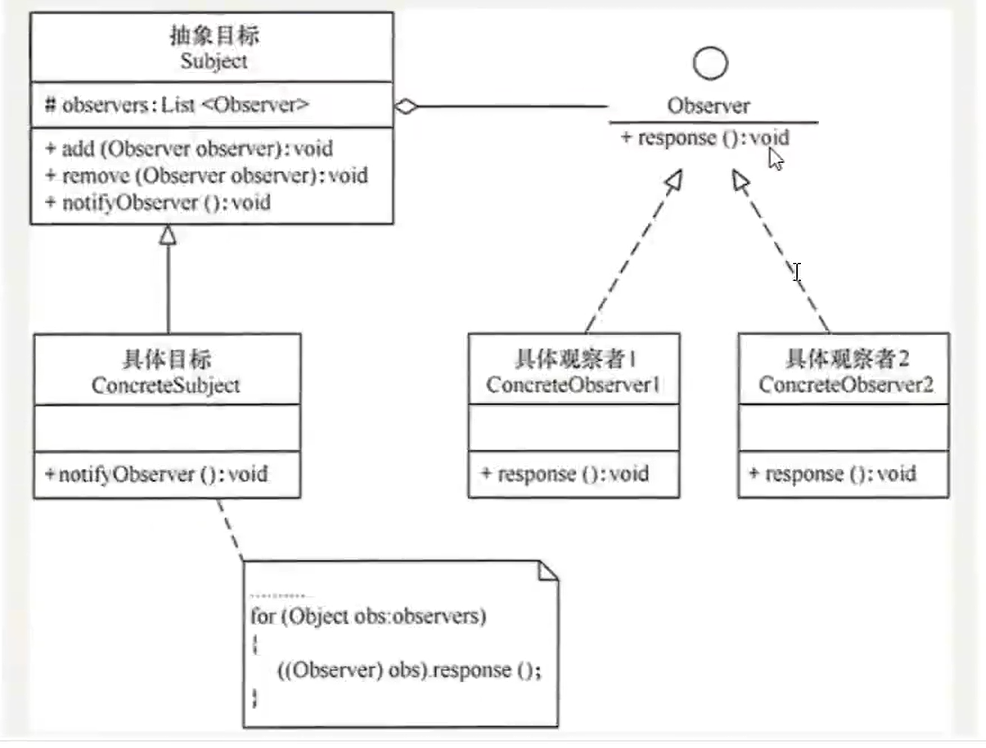 抽象目标
Subject
# observers: List <Observer>
+ add (Observer observer): void
+ remove (Observer observer): void
+ notifyObserver (): void
Observer
+ response (): void
具体目标
ConcreteSubject
+notifyObserver (): void
具体观察者1
ConcreteObserver1
+ response (): void
具体观察者2
ConcreteObserver2
+ response (): void
............
for (Object obs:observers)
{
((Observer) obs).response ();
}